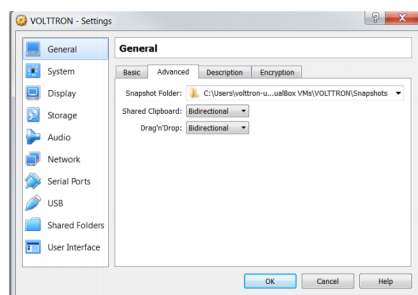 VOLTTRON - Settings
General
System
Display
Storage
Audio
Network
Serial Ports
USB
Shared Folders
User Interface
General
Basic Advanced Description Encryption
Snapshot Folder: C:\Users\volttron-u...ualBox VMs\VOLTTRON\Snapshots
Shared Clipboard: Bidirectional
Drag'n'Drop: Bidirectional
OK Cancel Help